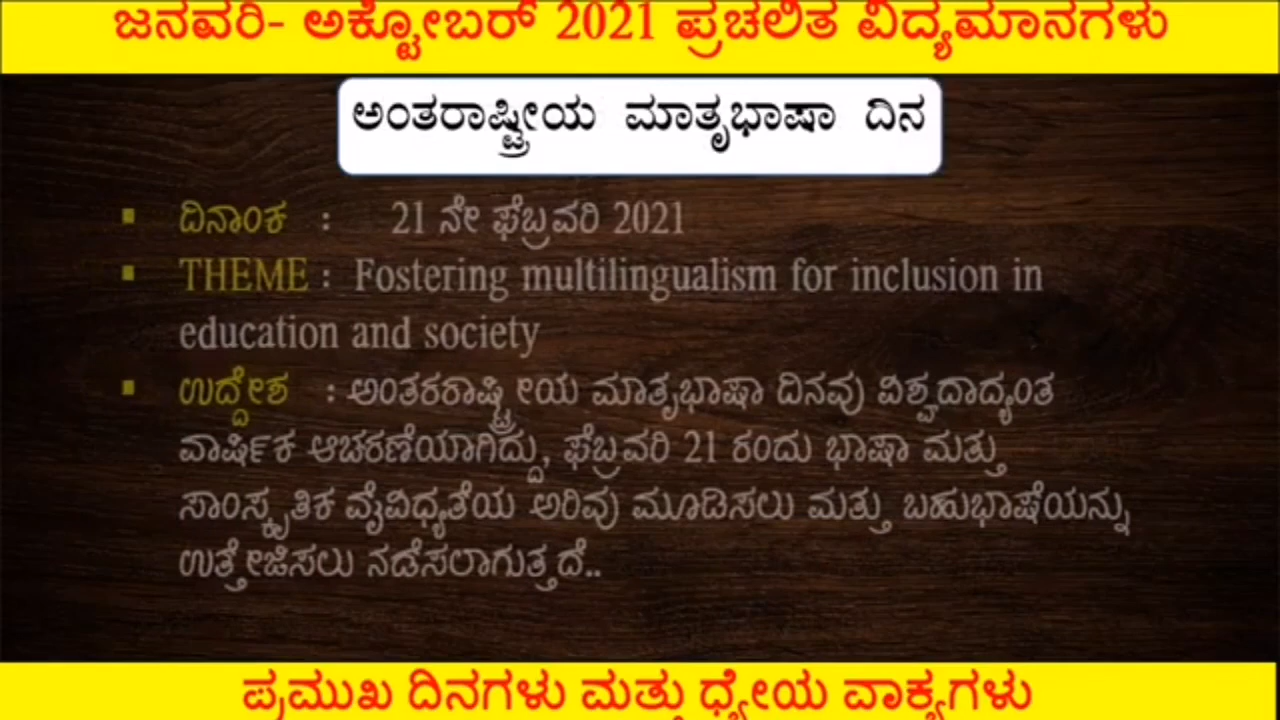 ಜನವರಿ- ಅಕ್ಟೋಬರ್ 2021 ಪ್ರಚಲಿತ ವಿದ್ಯಮಾನಗಳು
ಅಂತರಾಷ್ಟ್ರೀಯ ಮಾತೃಭಾಷಾ ದಿನ
▪ ದಿನಾಂಕ : 21 ನೇ ಫೆಬ್ರವರಿ 2021
▪ THEME : Fostering multilingualism for inclusion in
education and society
▪ ಉದ್ದೇಶ : ಅಂತರರಾಷ್ಟ್ರೀಯ ಮಾತೃಭಾಷಾ ದಿನವು ವಿಶ್ವದಾದ್ಯಂತ
ವಾರ್ಷಿಕ ಆಚರಣೆಯಾಗಿದ್ದು, ಫೆಬ್ರವರಿ 21 ರಂದು ಭಾಷಾ ಮತ್ತು
ಸಾಂಸ್ಕೃತಿಕ ವೈವಿಧ್ಯತೆಯ ಅರಿವು ಮೂಡಿಸಲು ಮತ್ತು ಬಹುಭಾಷೆಯನ್ನು
ಉತ್ತೇಜಿಸಲು ನಡೆಸಲಾಗುತ್ತದೆ..
ಪ್ರಮುಖ ದಿನಗಳು ಮತ್ತು ಧ್ಯೇಯ ವಾಕ್ಯಗಳು